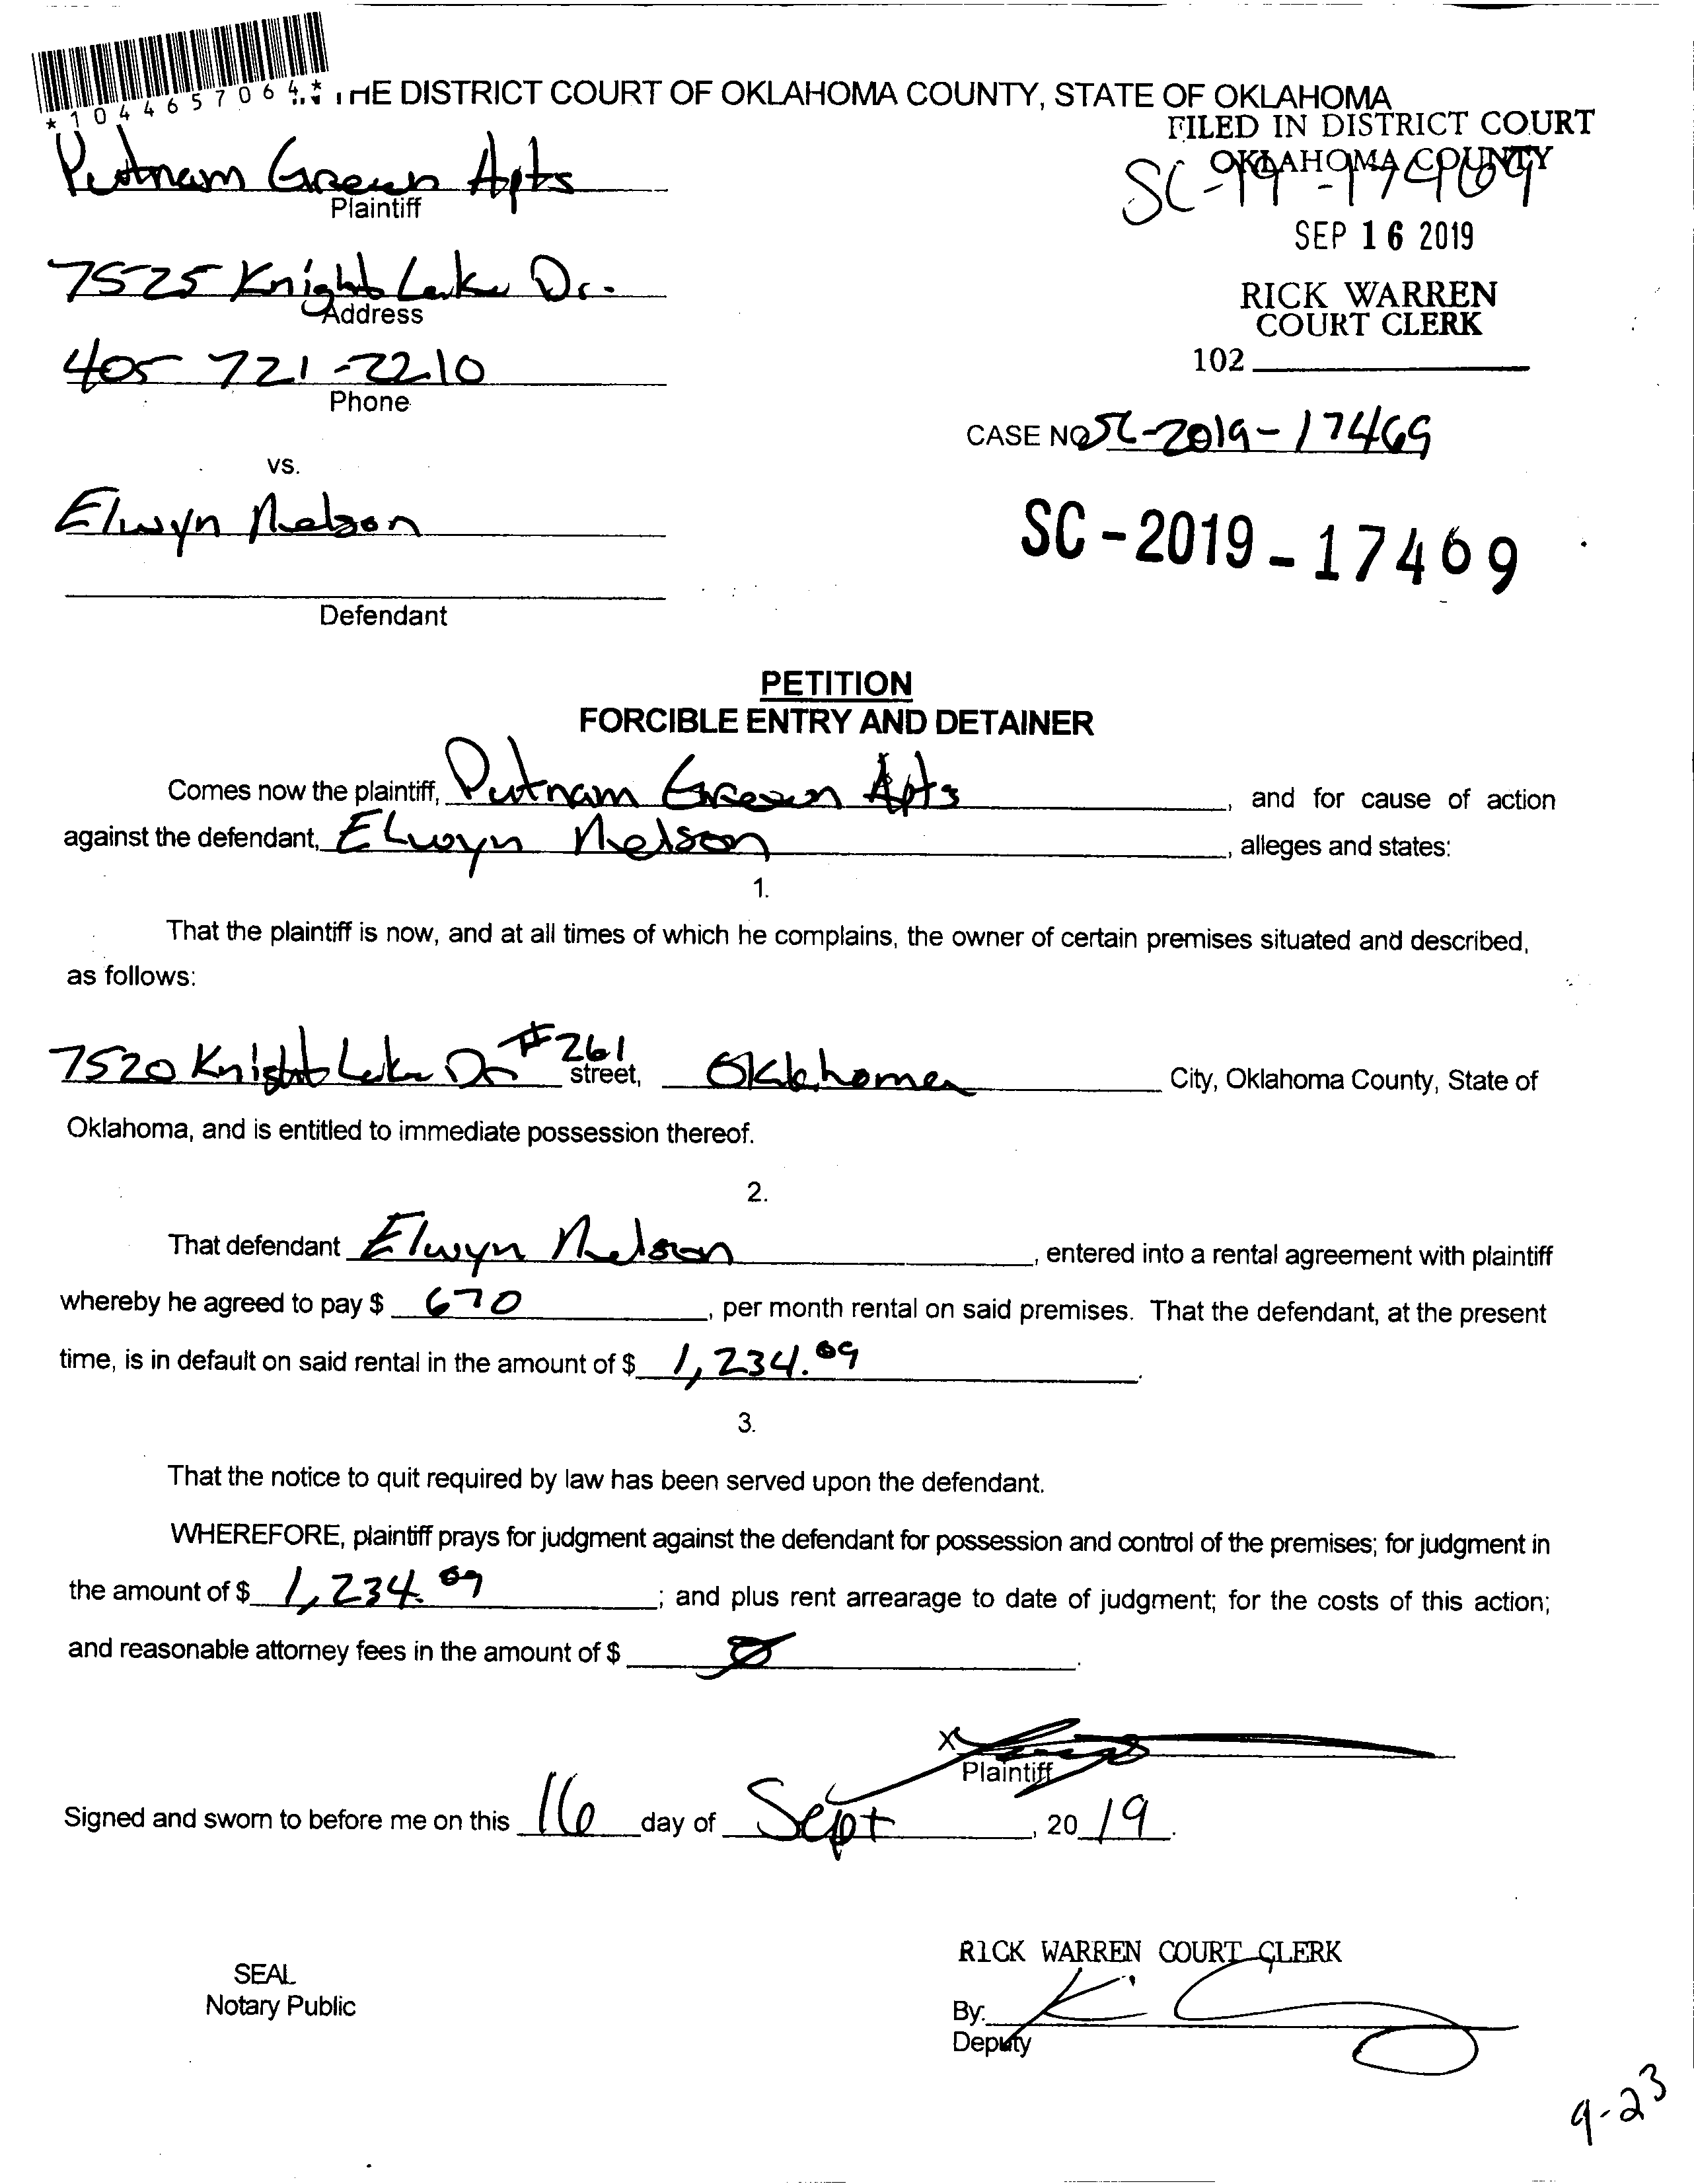 *1044657064*
THE DISTRICT COURT OF OKLAHOMA COUNTY, STATE OF OKLAHOMA
FILED IN DISTRICT COURT
OKLAHOMA COUNTY
Putnam Green Apts
SC-19-17469
Plaintiff
SEP 16 2019
7525 Knight Lake Dr.
RICK WARREN
Address
COURT CLERK
405 721-2210
102
Phone
CASE NO SC-2019-17469
vs.
Elwyn Nelson
SC-2019-17469
Defendant
PETITION
FORCIBLE ENTRY AND DETAINER
Comes now the plaintiff, Putnam Green Apts, and for cause of action
against the defendant, Elwyn Nelson, alleges and states:
1.
That the plaintiff is now, and at all times of which he complains, the owner of certain premises situated and described,
as follows:
7520 Knight Lake Dr #261 street, Oklahoma City, Oklahoma County, State of
Oklahoma, and is entitled to immediate possession thereof.
2.
That defendant Elwyn Nelson, entered into a rental agreement with plaintiff
whereby he agreed to pay $ 670, per month rental on said premises. That the defendant, at the present
time, is in default on said rental in the amount of $ 1,234.09.
3.
That the notice to quit required by law has been served upon the defendant.
WHEREFORE, plaintiff prays for judgment against the defendant for possession and control of the premises; for judgment in
the amount of $ 1,234.09; and plus rent arrearage to date of judgment; for the costs of this action;
and reasonable attorney fees in the amount of $ 0.
X
Plaintiff
Signed and sworn to before me on this 16 day of Sept, 2019.
RICK WARREN COURT CLERK
SEAL
Notary Public
By:
Deputy
9-23